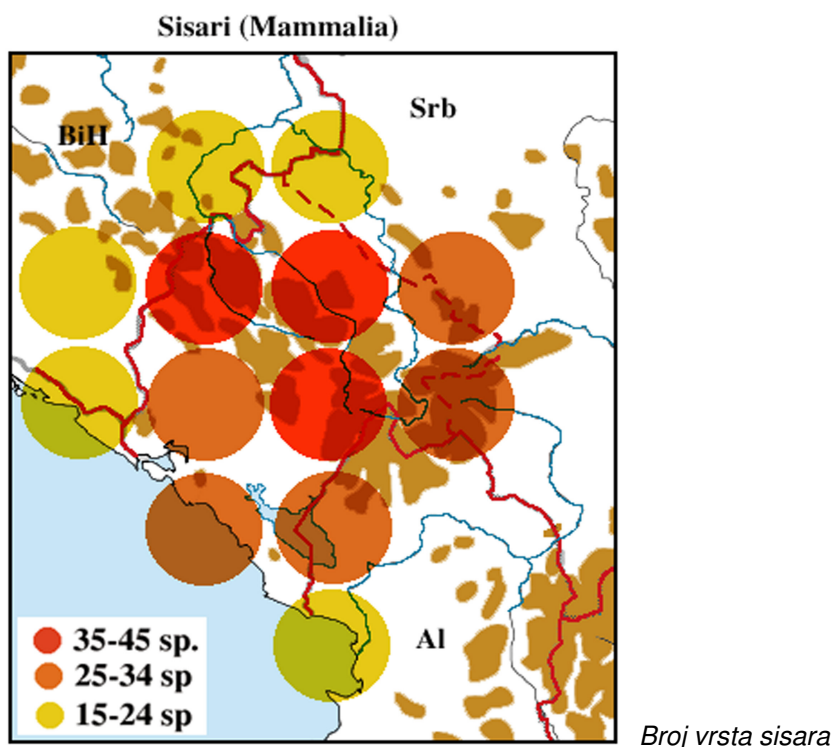 Sisari (Mammalia)
Srb
BiH
Al
35-45 sp.
25-34 sp
15-24 sp
Broj vrsta sisara